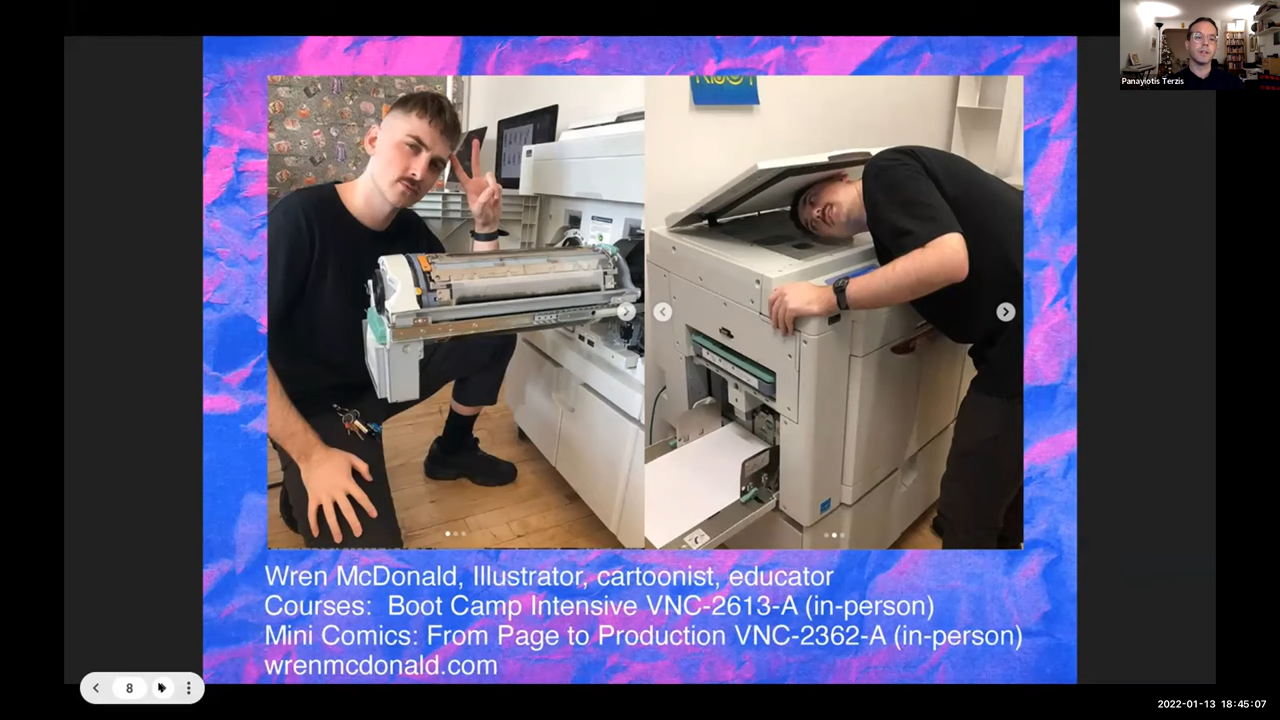 Panayiotis Terzis
Wren McDonald, Illustrator, cartoonist, educator
Courses: Boot Camp Intensive VNC-2613-A (in-person)
Mini Comics: From Page to Production VNC-2362-A (in-person)
wrenmcdonald.com
8
2022-01-13 18:45:07